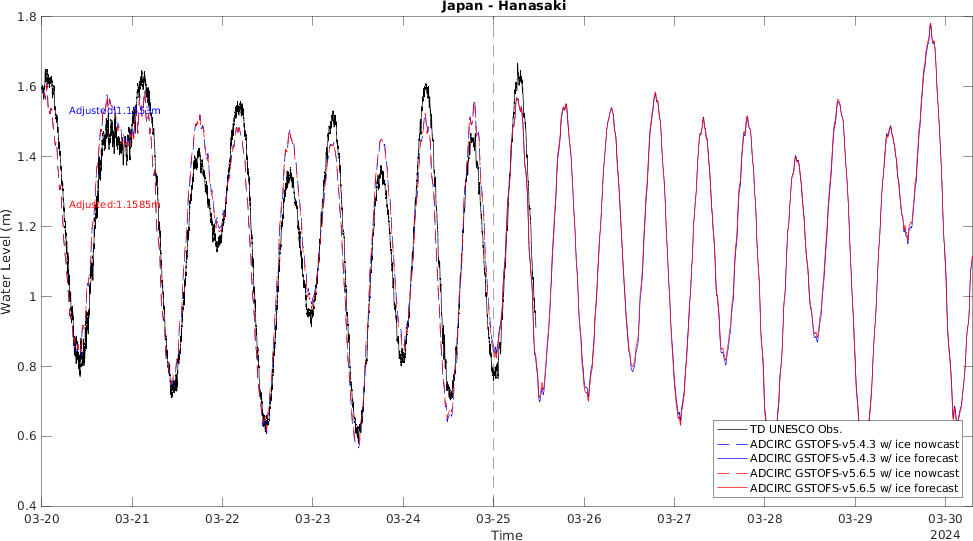 Japan - Hanasaki
1.8
1.6
1.4
1.2
1
0.8
0.6
0.4
Water Level (m)
Adjusted:1.1585m
TD UNESCO Obs.
ADCIRC GSTOFS-v5.4.3 w/ ice nowcast
ADCIRC GSTOFS-v5.4.3 w/ ice forecast
ADCIRC GSTOFS-v5.6.5 w/ ice nowcast
ADCIRC GSTOFS-v5.6.5 w/ ice forecast
03-20 03-21 03-22 03-23 03-24 03-25 03-26 03-27 03-28 03-29 03-30
Time
2024